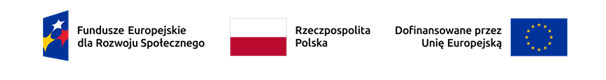 Fundusze Europejskie
dla Rozwoju Społecznego
Rzeczpospolita
Polska
Dofinansowane przez
Unię Europejską